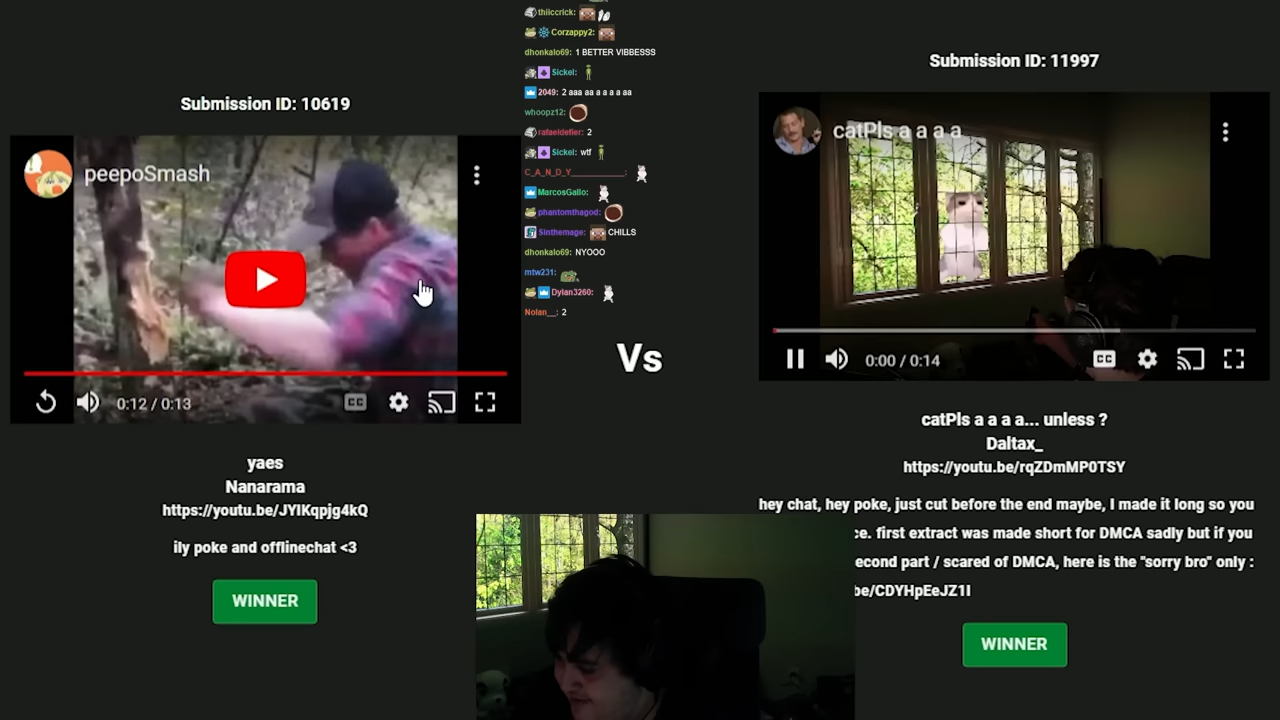 Submission ID: 10619
peepoSmash
0:12 / 0:13
CC
yaes
Nanarama
https://youtu.be/JYIKqpjg4kQ
ily poke and offlinechat <3
WINNER
thiiccrick:
Corzappy2:
dhonkalo69: 1 BETTER VIBBESSS
Sickel:
2049: 2 aaa aa a a a a aa
whoopz12:
rafaeldefier: 2
Sickel: wtf
C_A_N_D_Y__________:
MarcosGallo:
phantomthagod:
Sinthemage: CHILLS
dhonkalo69: NYOOO
mtw231:
Dylan3260:
Nolan__: 2
Vs
Submission ID: 11997
catPls a a a a
0:00 / 0:14
CC
catPls a a a a... unless ?
Daltax_
https://youtu.be/rqZDmMP0TSY
hey chat, hey poke, just cut before the end maybe, I made it long so you
ce. first extract was made short for DMCA sadly but if you
econd part / scared of DMCA, here is the "sorry bro" only :
be/CDYHpEeJZ1I
WINNER